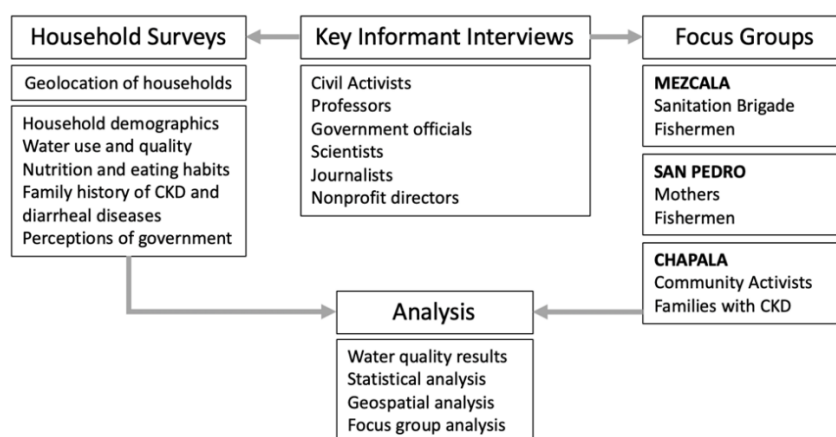 Household Surveys
Geolocation of households
Household demographics
Water use and quality
Nutrition and eating habits
Family history of CKD and
diarrheal diseases
Perceptions of government
Key Informant Interviews
Civil Activists
Professors
Government officials
Scientists
Journalists
Nonprofit directors
Focus Groups
MEZCALA
Sanitation Brigade
Fishermen
SAN PEDRO
Mothers
Fishermen
CHAPALA
Community Activists
Families with CKD
Analysis
Water quality results
Statistical analysis
Geospatial analysis
Focus group analysis